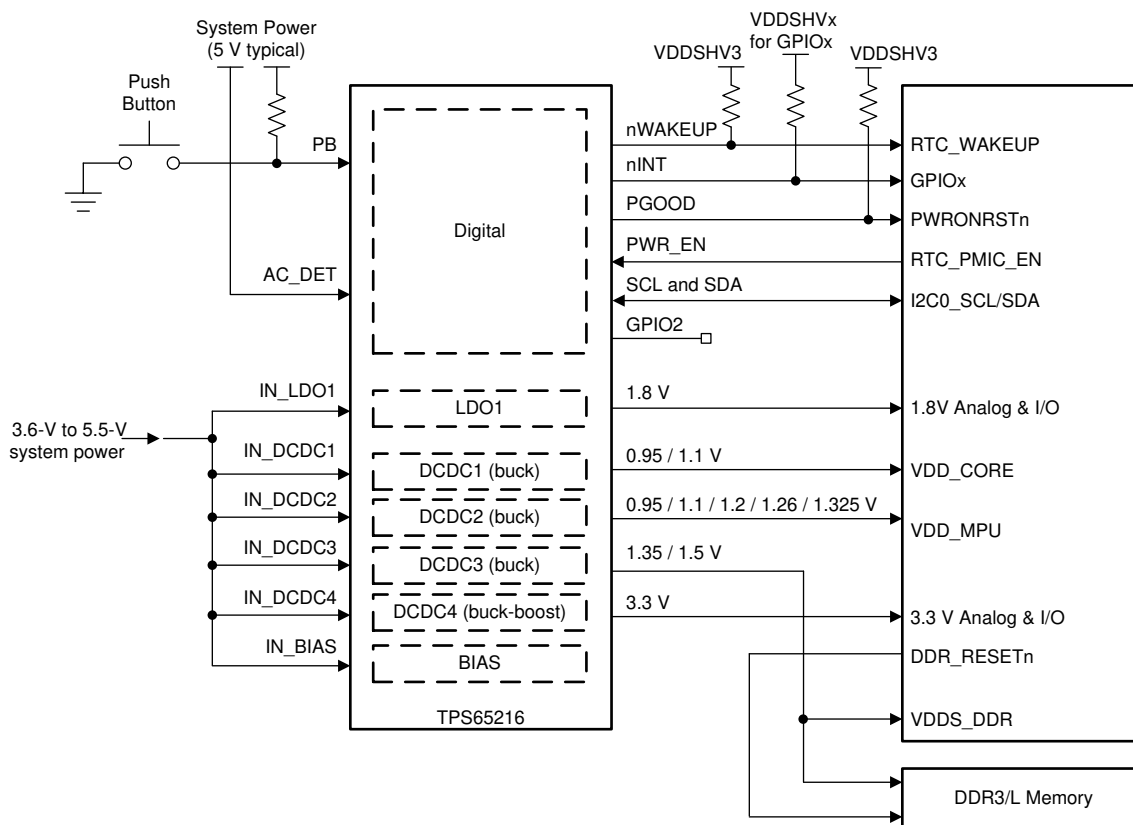 System Power
(5 V typical)
VDDSHVx
for GPIOx
VDDSHV3
VDDSHV3
Push
Button
PB
AC_DET
Digital
nWAKEUP
nINT
PGOOD
PWR_EN
SCL and SDA
GPIO2
RTC_WAKEUP
GPIOx
PWRONRSTn
RTC_PMIC_EN
I2C0_SCL/SDA
3.6-V to 5.5-V
system power
IN_LDO1
IN_DCDC1
IN_DCDC2
IN_DCDC3
IN_DCDC4
IN_BIAS
LDO1
DCDC1 (buck)
DCDC2 (buck)
DCDC3 (buck)
DCDC4 (buck-boost)
BIAS
TPS65216
1.8 V
0.95 / 1.1 V
0.95 / 1.1 / 1.2 / 1.26 / 1.325 V
1.35 / 1.5 V
3.3 V
1.8V Analog & I/O
VDD_CORE
VDD_MPU
3.3 V Analog & I/O
DDR_RESETn
VDDS_DDR
DDR3/L Memory